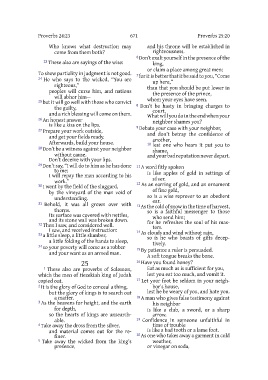 Proverbs 24:23 671 Proverbs 25:20
Who knows what destruction may
come from them both?
23 These also are sayings of the wise:
To show partiality in judgment is not good.
24 He who says to the wicked, "You are
righteous,"
peoples will curse him, and nations
will abhor him—
25 but it will go well with those who convict
the guilty,
and a rich blessing will come on them.
26 An honest answer
is like a kiss on the lips.
27 Prepare your work outside,
and get your fields ready.
Afterwards, build your house.
28 Don't be a witness against your neighbor
without cause.
Don't deceive with your lips.
29 Don't say, "I will do to him as he has done
to me;
I will repay the man according to his
work."
30 I went by the field of the sluggard,
by the vineyard of the man void of
understanding.
31 Behold, it was all grown over with
thorns.
Its surface was covered with nettles,
and its stone wall was broken down.
32 Then I saw, and considered well.
I saw, and received instruction:
33 a little sleep, a little slumber,
a little folding of the hands to sleep,
34 so your poverty will come as a robber
and your want as an armed man.
25
1 These also are proverbs of Solomon,
which the men of Hezekiah king of Judah
copied out.
2 It is the glory of God to conceal a thing,
but the glory of kings is to search out
a matter.
3 As the heavens for height, and the earth
for depth,
so the hearts of kings are unsearch-
able.
4 Take away the dross from the silver,
and material comes out for the re-
finer.
5 Take away the wicked from the king's
presence,
and his throne will be established in
righteousness.
6 Don't exalt yourself in the presence of the
king,
or claim a place among great men;
7 for it is better that it be said to you, "Come
up here,"
than that you should be put lower in
the presence of the prince,
whom your eyes have seen.
8 Don't be hasty in bringing charges to
court.
What will you do in the end when your
neighbor shames you?
9 Debate your case with your neighbor,
and don't betray the confidence of
another,
10 lest one who hears it put you to
shame,
and your bad reputation never depart.
11 A word fitly spoken
is like apples of gold in settings of
silver.
12 As an earring of gold, and an ornament
of fine gold,
so is a wise reprover to an obedient
ear.
13 As the cold of snow in the time of harvest,
so is a faithful messenger to those
who send him;
for he refreshes the soul of his mas-
ters.
14 As clouds and wind without rain,
so is he who boasts of gifts decep-
tively.
15 By patience a ruler is persuaded.
A soft tongue breaks the bone.
16 Have you found honey?
Eat as much as is sufficient for you,
lest you eat too much, and vomit it.
17 Let your foot be seldom in your neigh-
bor's house,
lest he be weary of you, and hate you.
18 A man who gives false testimony against
his neighbor
is like a club, a sword, or a sharp
arrow.
19 Confidence in someone unfaithful in
time of trouble
is like a bad tooth or a lame foot.
20 As one who takes away a garment in cold
weather,
or vinegar on soda,